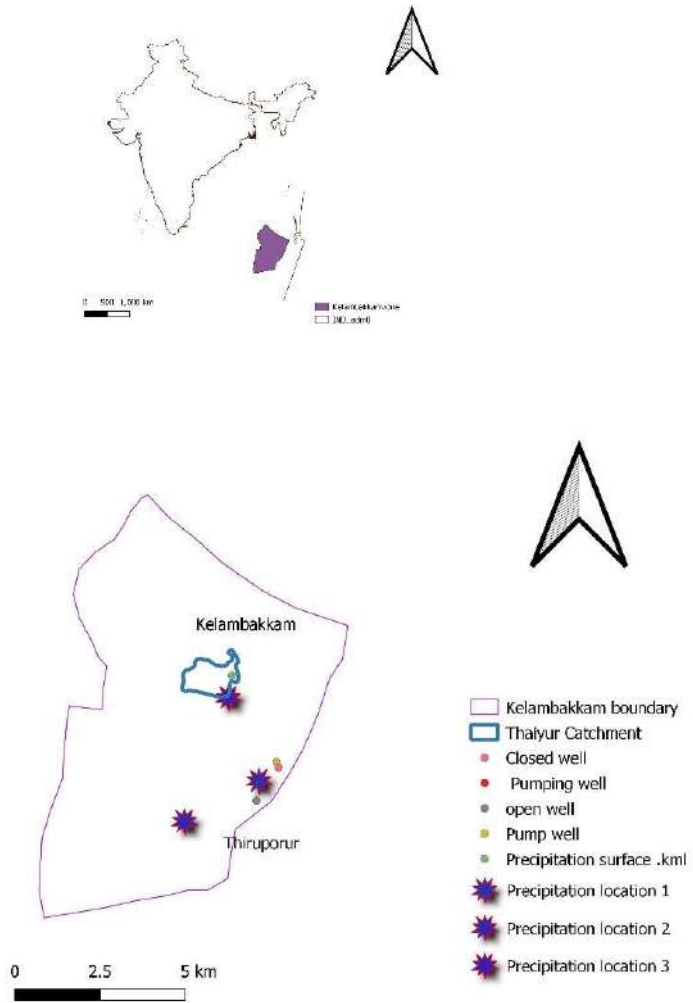 0 500 1,000 km
IND_adm0
Kelambakkam
Thiruporur
Kelambakkam boundary
Thaiyur Catchment
Closed well
Pumping well
open well
Pump well
Precipitation surface .kml
Precipitation location 1
Precipitation location 2
Precipitation location 3
0 2.5 5 km